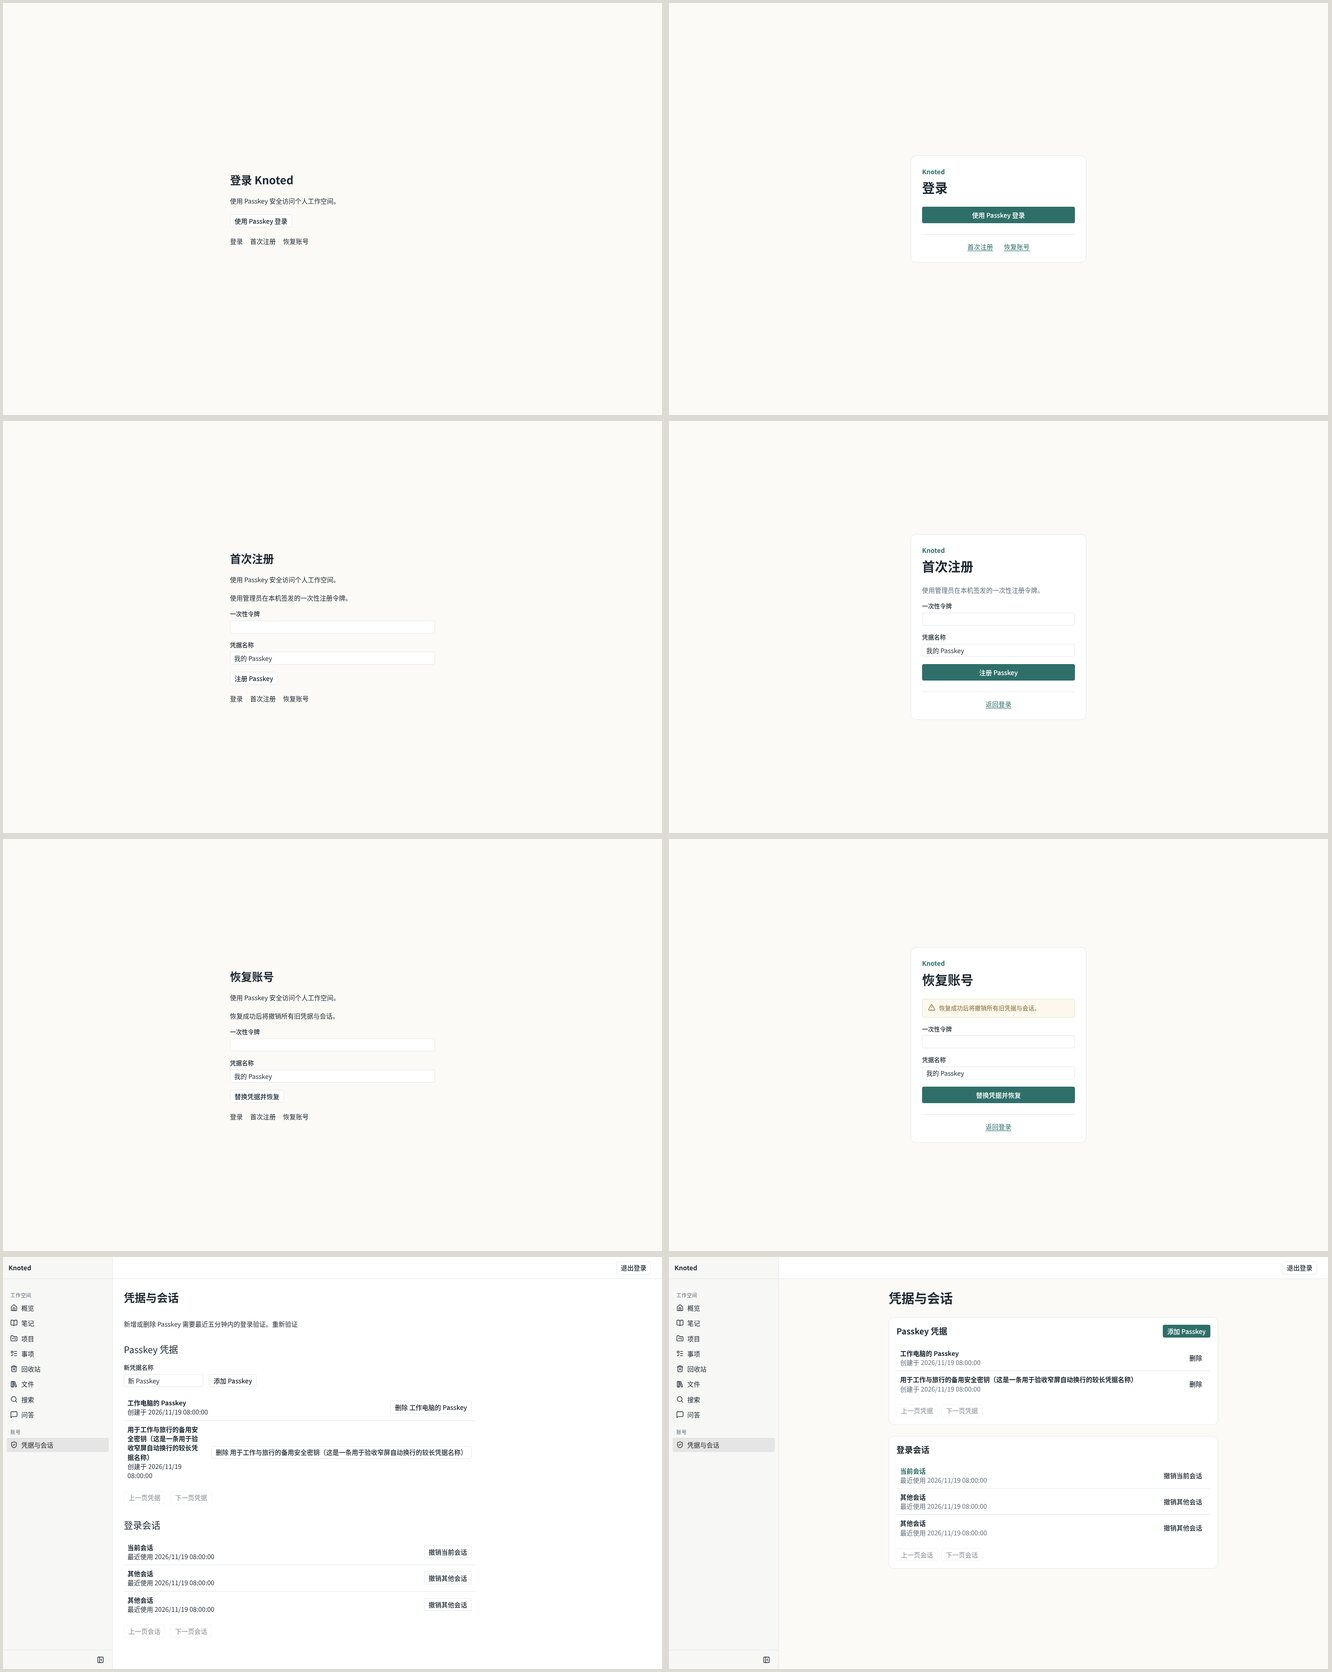 登录 Knoted
使用 Passkey 安全访问个人工作空间。
使用 Passkey 登录
登录 首次注册 恢复账号
Knoted
登录
使用 Passkey 登录
首次注册 恢复账号
首次注册
使用 Passkey 安全访问个人工作空间。
使用管理员在本机签发的一次性注册令牌。
一次性令牌
凭据名称
我的 Passkey
注册 Passkey
登录 首次注册 恢复账号
Knoted
首次注册
使用管理员在本机签发的一次性注册令牌。
一次性令牌
凭据名称
我的 Passkey
注册 Passkey
返回登录
恢复账号
使用 Passkey 安全访问个人工作空间。
恢复成功后将撤销所有旧凭据与会话。
一次性令牌
凭据名称
我的 Passkey
替换凭据并恢复
登录 首次注册 恢复账号
Knoted
恢复账号
恢复成功后将撤销所有旧凭据与会话。
一次性令牌
凭据名称
我的 Passkey
替换凭据并恢复
返回登录
Knoted
退出登录
工作空间
概览
笔记
项目
事项
回收站
文件
搜索
问答
账号
凭据与会话
凭据与会话
新增或删除 Passkey 需要最近五分钟内的登录验证。重新验证
Passkey 凭据
新凭据名称
新 Passkey
添加 Passkey
工作电脑的 Passkey
创建于 2026/11/19 08:00:00
删除 工作电脑的 Passkey
用于工作与旅行的备用安
全密钥（这是一条用于验
收窄屏自动换行的较长凭
据名称）
创建于 2026/11/19
08:00:00
删除 用于工作与旅行的备用安全密钥（这是一条用于验收窄屏自动换行的较长凭据名称）
上一页凭据 下一页凭据
登录会话
当前会话
最近使用 2026/11/19 08:00:00
撤销当前会话
其他会话
最近使用 2026/11/19 08:00:00
撤销其他会话
其他会话
最近使用 2026/11/19 08:00:00
撤销其他会话
上一页会话 下一页会话
Knoted
退出登录
工作空间
概览
笔记
项目
事项
回收站
文件
搜索
问答
账号
凭据与会话
凭据与会话
Passkey 凭据
添加 Passkey
工作电脑的 Passkey
创建于 2026/11/19 08:00:00
删除
用于工作与旅行的备用安全密钥（这是一条用于验收窄屏自动换行的较长凭据名称）
创建于 2026/11/19 08:00:00
删除
上一页凭据 下一页凭据
登录会话
当前会话
最近使用 2026/11/19 08:00:00
撤销当前会话
其他会话
最近使用 2026/11/19 08:00:00
撤销其他会话
其他会话
最近使用 2026/11/19 08:00:00
撤销其他会话
上一页会话 下一页会话